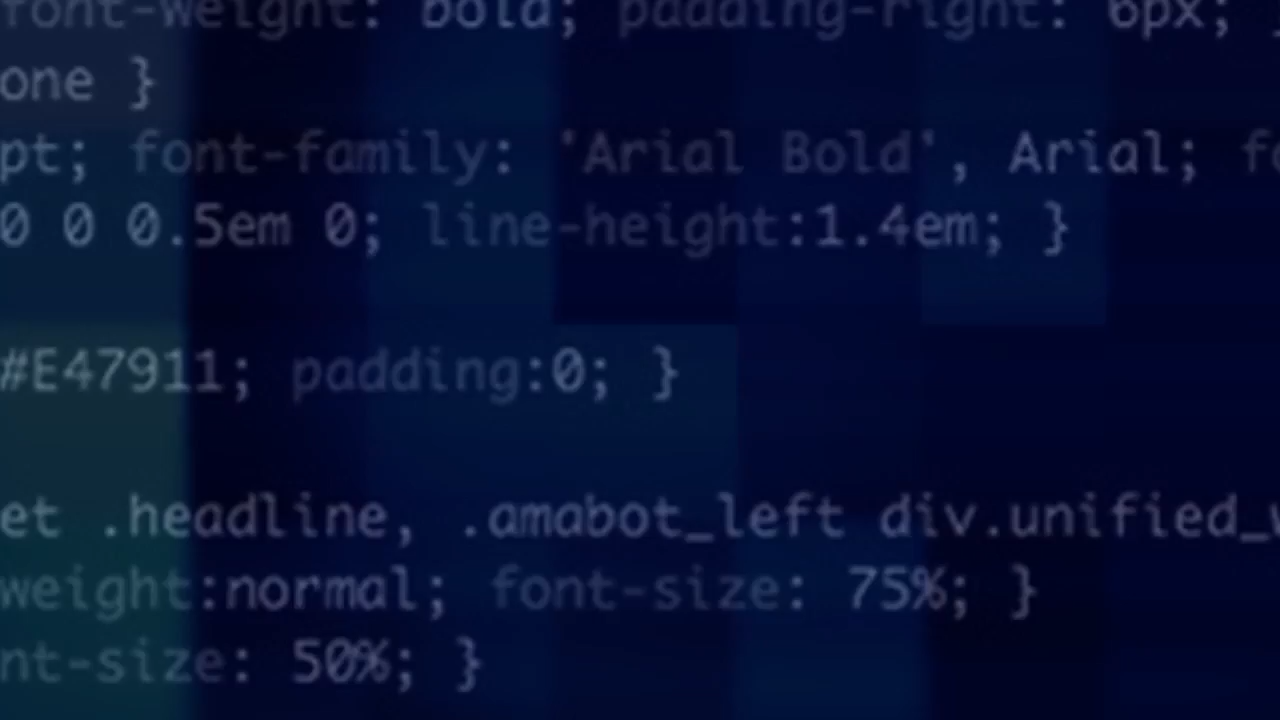 font-weight: bold; padding-right: 6px;
one }
pt; font-family: 'Arial Bold', Arial;
0 0 0.5em 0; line-height:1.4em; }
#E47911; padding:0; }
et .headline, .amabot_left div.unified_
weight:normal; font-size: 75%; }
nt-size: 50%; }